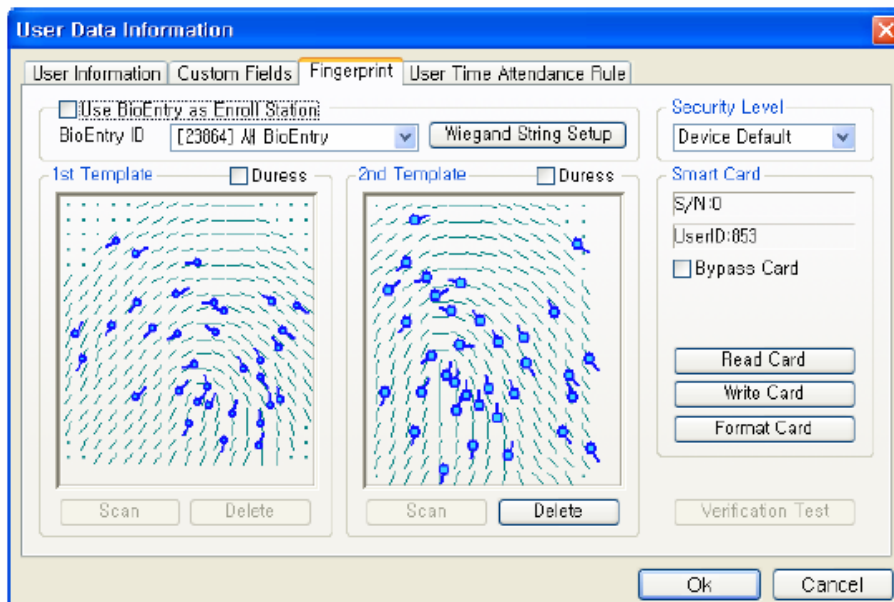 User Data Information
User Information Custom Fields Fingerprint User Time Attendance Rule
Use BioEntry as Enroll Station
BioEntry ID [23864] 새 BioEntry Wiegand String Setup
Security Level
Device Default
1st Template Duress
2nd Template Duress
Smart Card
S/N:0
UserID:853
Bypass Card
Read Card
Write Card
Format Card
Scan Delete
Scan Delete
Verification Test
Ok Cancel